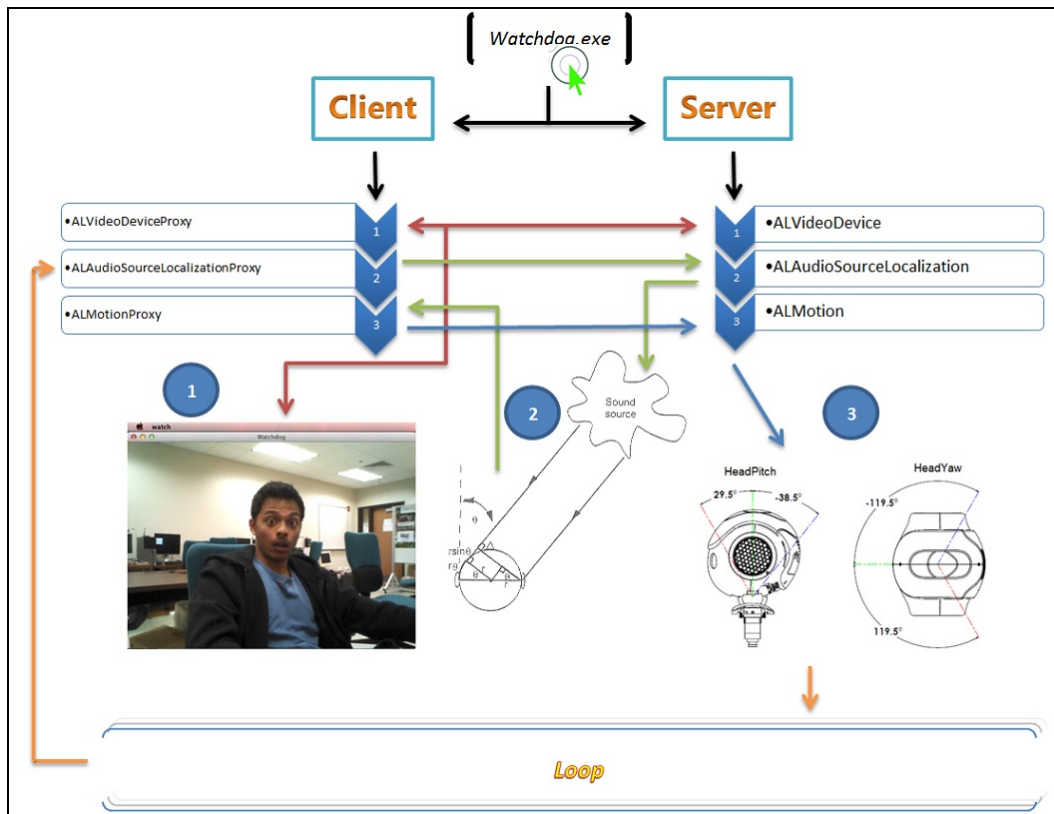 Watchdog.exe
Client
Server
•ALVideoDeviceProxy
1
•ALAudioSourceLocalizationProxy
2
•ALMotionProxy
3
1
•ALVideoDevice
2
•ALAudioSourceLocalization
3
•ALMotion
1
2
3
watch
Watchdog
Sound
source
θ
rsinθ
rθ
θ
r
θ
r
HeadPitch
29.5°
-38.5°
HeadYaw
-119.5°
119.5°
Loop